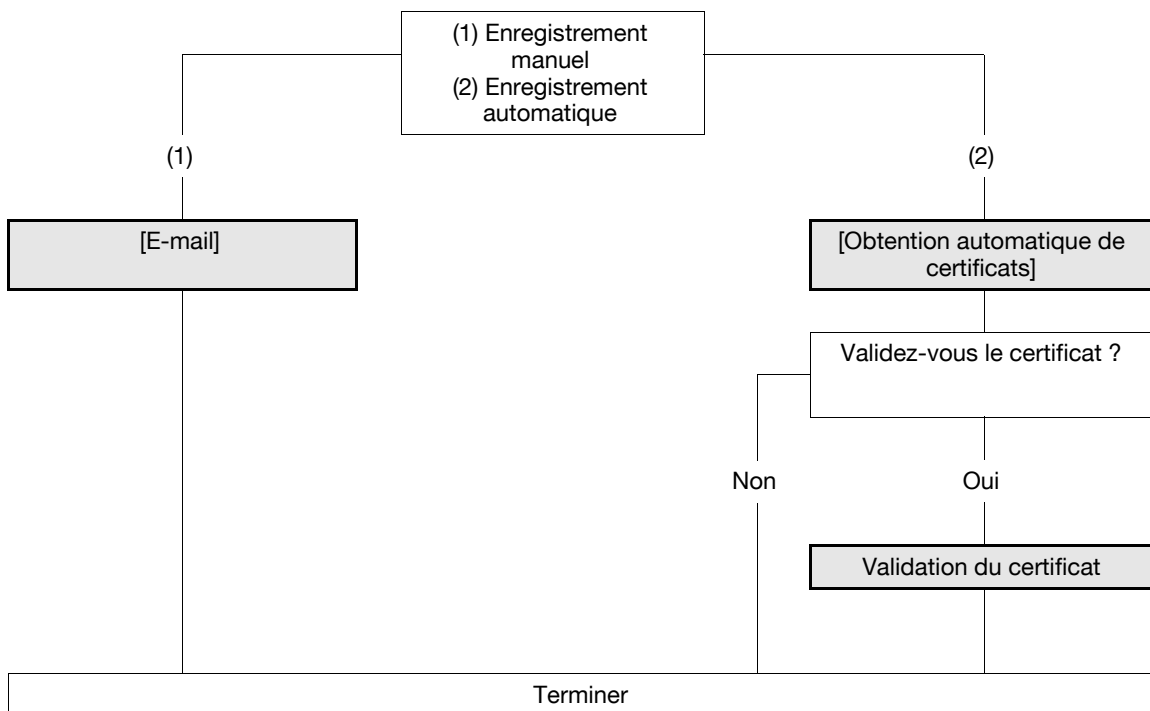 (1) Enregistrement
manuel
(2) Enregistrement
automatique
(1)
(2)
[E-mail]
[Obtention automatique de
certificats]
Validez-vous le certificat ?
Non
Oui
Validation du certificat
Terminer